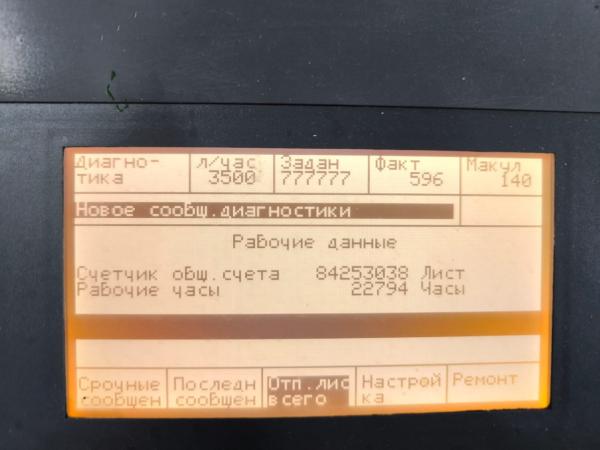 Диагно- л/час Задан Факт Макул
тика 3500 777777 596 140
Новое сообщ.диагностики
Рабочие данные
Счетчик общ.счета 84253038 Лист
Рабочие часы 22794 Часы
Срочные Последн Отп.лис Настрой Ремонт
сообщен сообщен всего ка